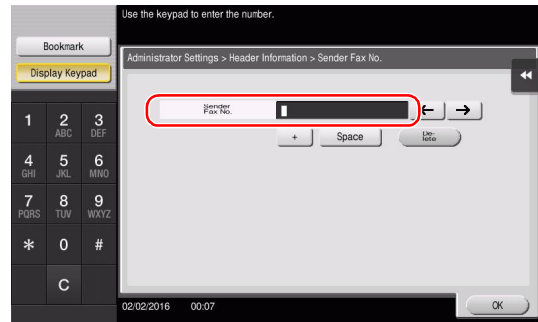 Use the keypad to enter the number.
Bookmark
Display Keypad
Administrator Settings > Header Information > Sender Fax No.
Sender
Fax No.
← →
+ Space De-
lete
1 2 3
ABC DEF
4 5 6
GHI JKL MNO
7 8 9
PQRS TUV WXYZ
* 0 #
C
02/02/2016 00:07
OK